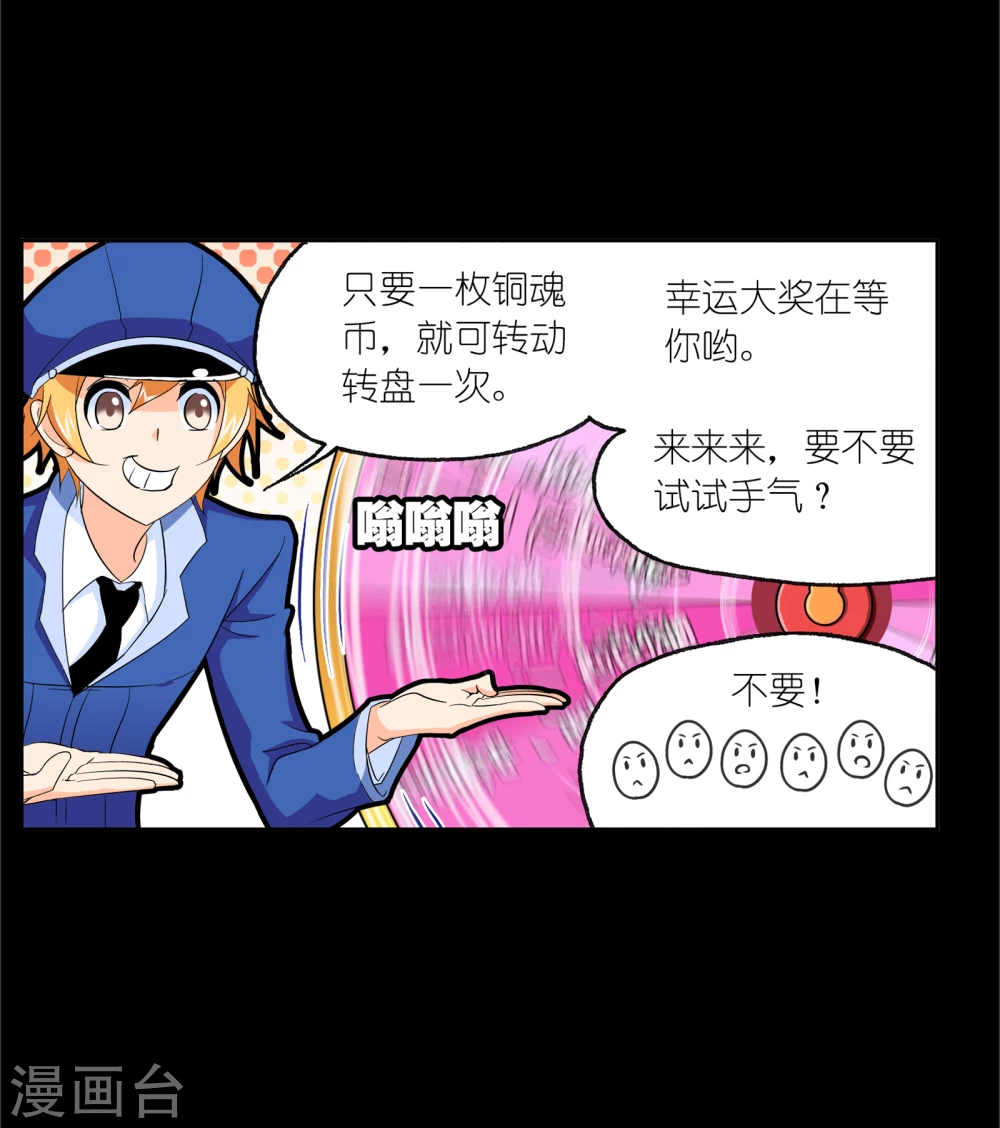 只要一枚铜魂
币，就可转动
转盘一次。
幸运大奖在等
你哟。
来来来，要不要
试试手气？
嗡嗡嗡
不要！
漫画台